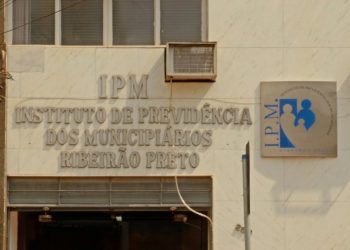 IPM
INSTITUTO DE PREVIDÊNCIA
DOS MUNICIPIÁRIOS
RIBEIRÃO PRETO
I.P.M.